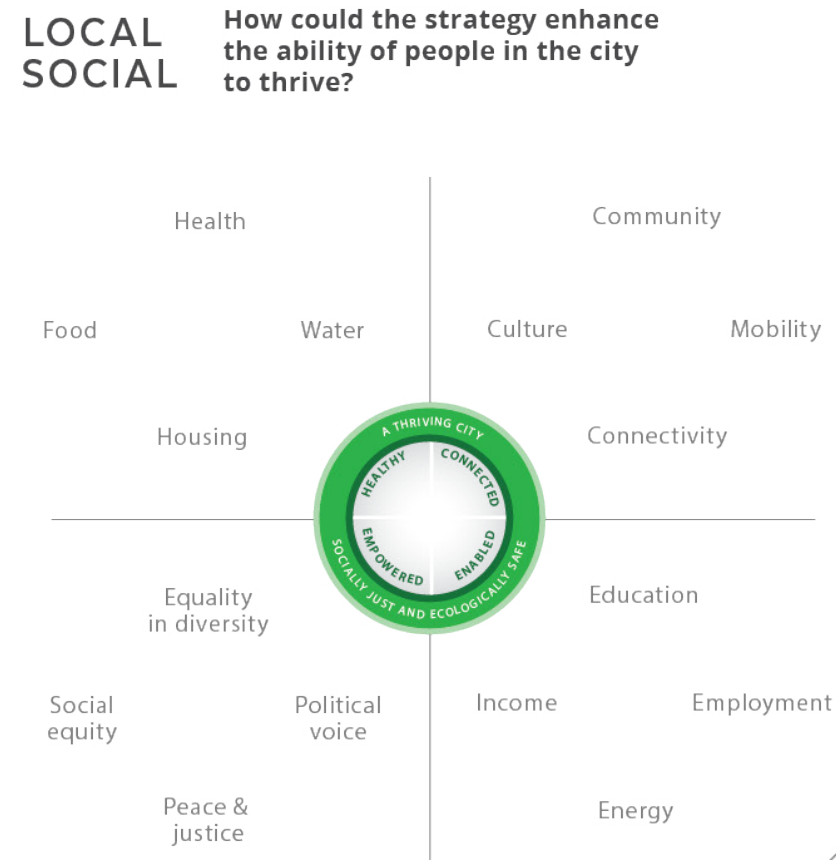 LOCAL
SOCIAL
How could the strategy enhance
the ability of people in the city
to thrive?
Health
Community
Food
Water
Culture
Mobility
Housing
Connectivity
A THRIVING CITY
HEALTHY
CONNECTED
EMPOWERED
ENABLED
SOCIALLY JUST AND ECOLOGICALLY SAFE
Equality
in diversity
Education
Social
equity
Political
voice
Income
Employment
Peace &
justice
Energy